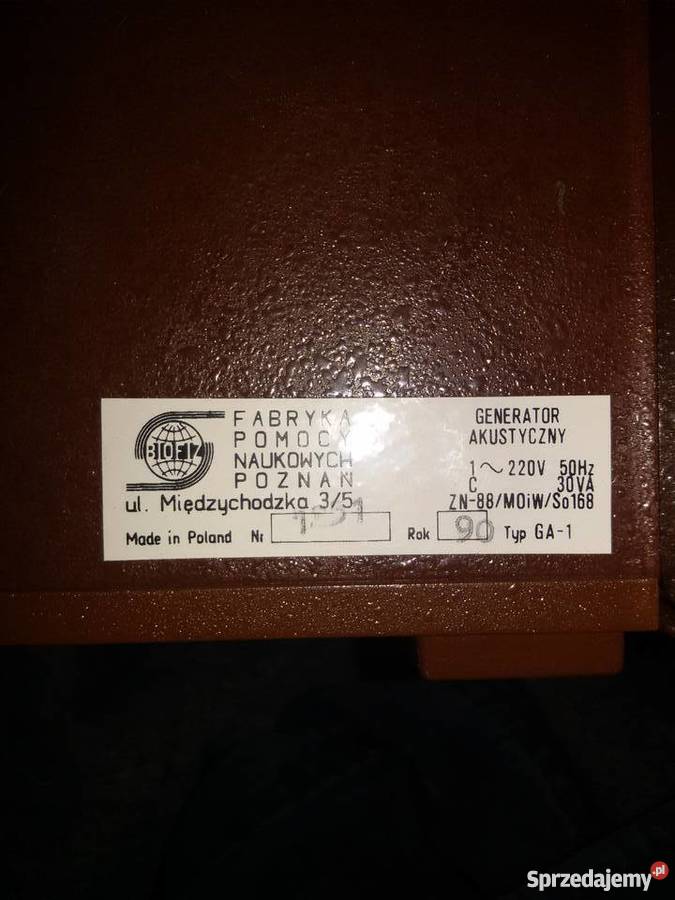 BIOFIZ
FABRYKA
POMOCY
NAUKOWYCH
POZNAŃ
ul. Międzychodzka 3/5
Made in Poland Nr
GENERATOR
AKUSTYCZNY
1~220V 50Hz
C 30VA
ZN-88/MOiW/So168
Rok 90 Typ GA-1
Sprzedajemy.pl